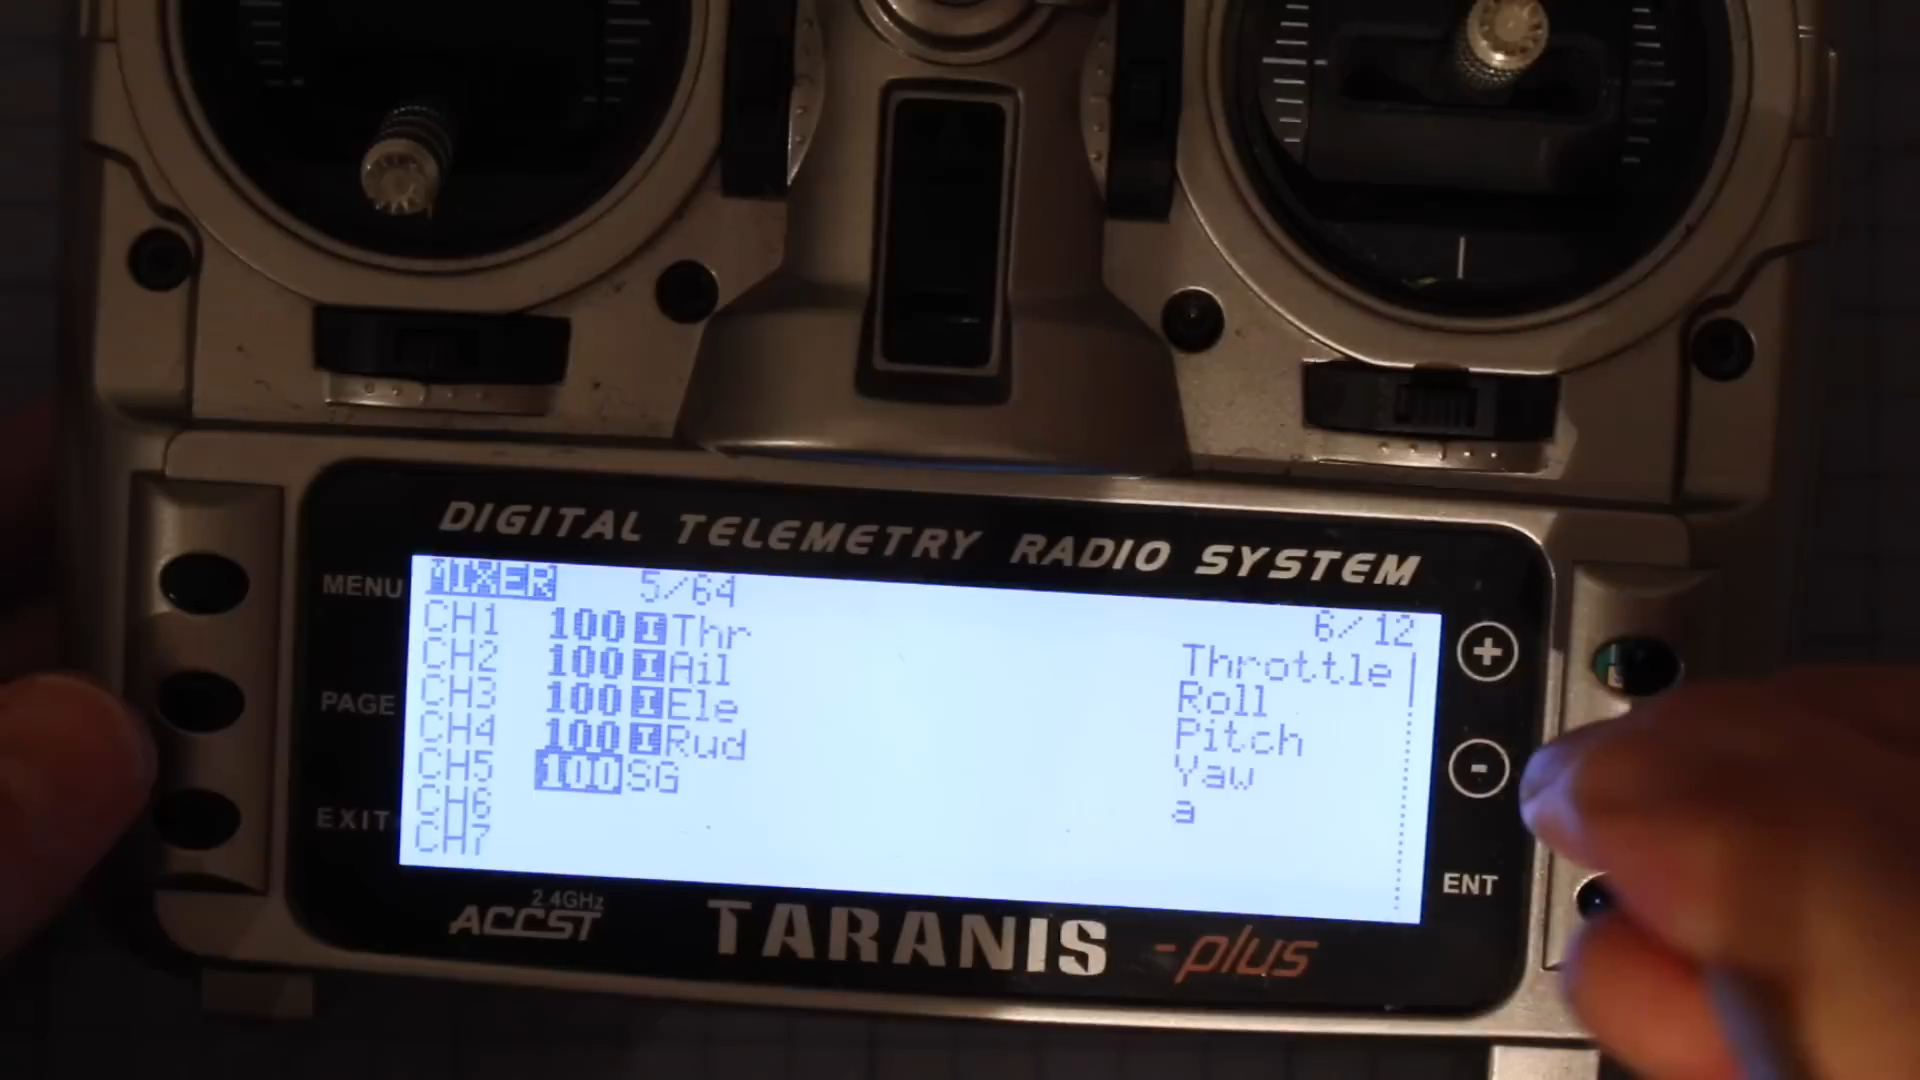 DIGITAL TELEMETRY RADIO SYSTEM
MENU
PAGE
EXIT
MIXER 5/64 6/12
CH1 100 I Thr Throttle
CH2 100 I Ail Roll
CH3 100 I Ele Pitch
CH4 100 I Rud Yaw
CH5 100 SG a
CH6
CH7
+
-
ENT
2.4GHz
ACCST
TARANIS -plus